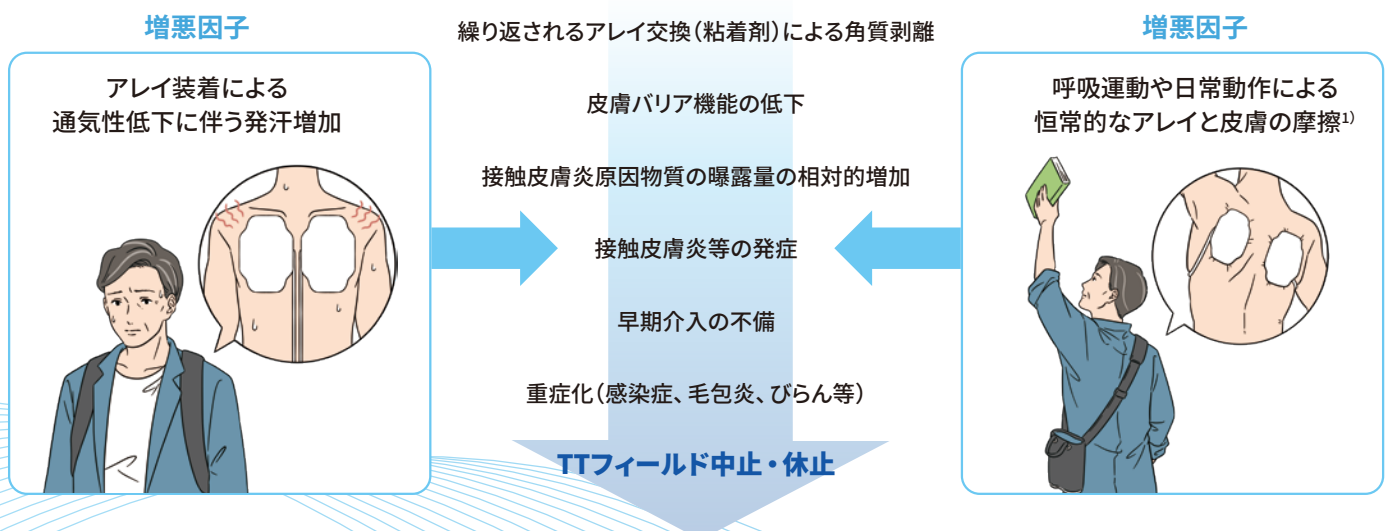 増悪因子
アレイ装着による
通気性低下に伴う発汗増加
繰り返されるアレイ交換（粘着剤）による角質剥離
皮膚バリア機能の低下
接触皮膚炎原因物質の曝露量の相対的増加
接触皮膚炎等の発症
早期介入の不備
重症化（感染症、毛包炎、びらん等）
TTフィールド中止・休止
増悪因子
呼吸運動や日常動作による
恒常的なアレイと皮膚の摩擦1)